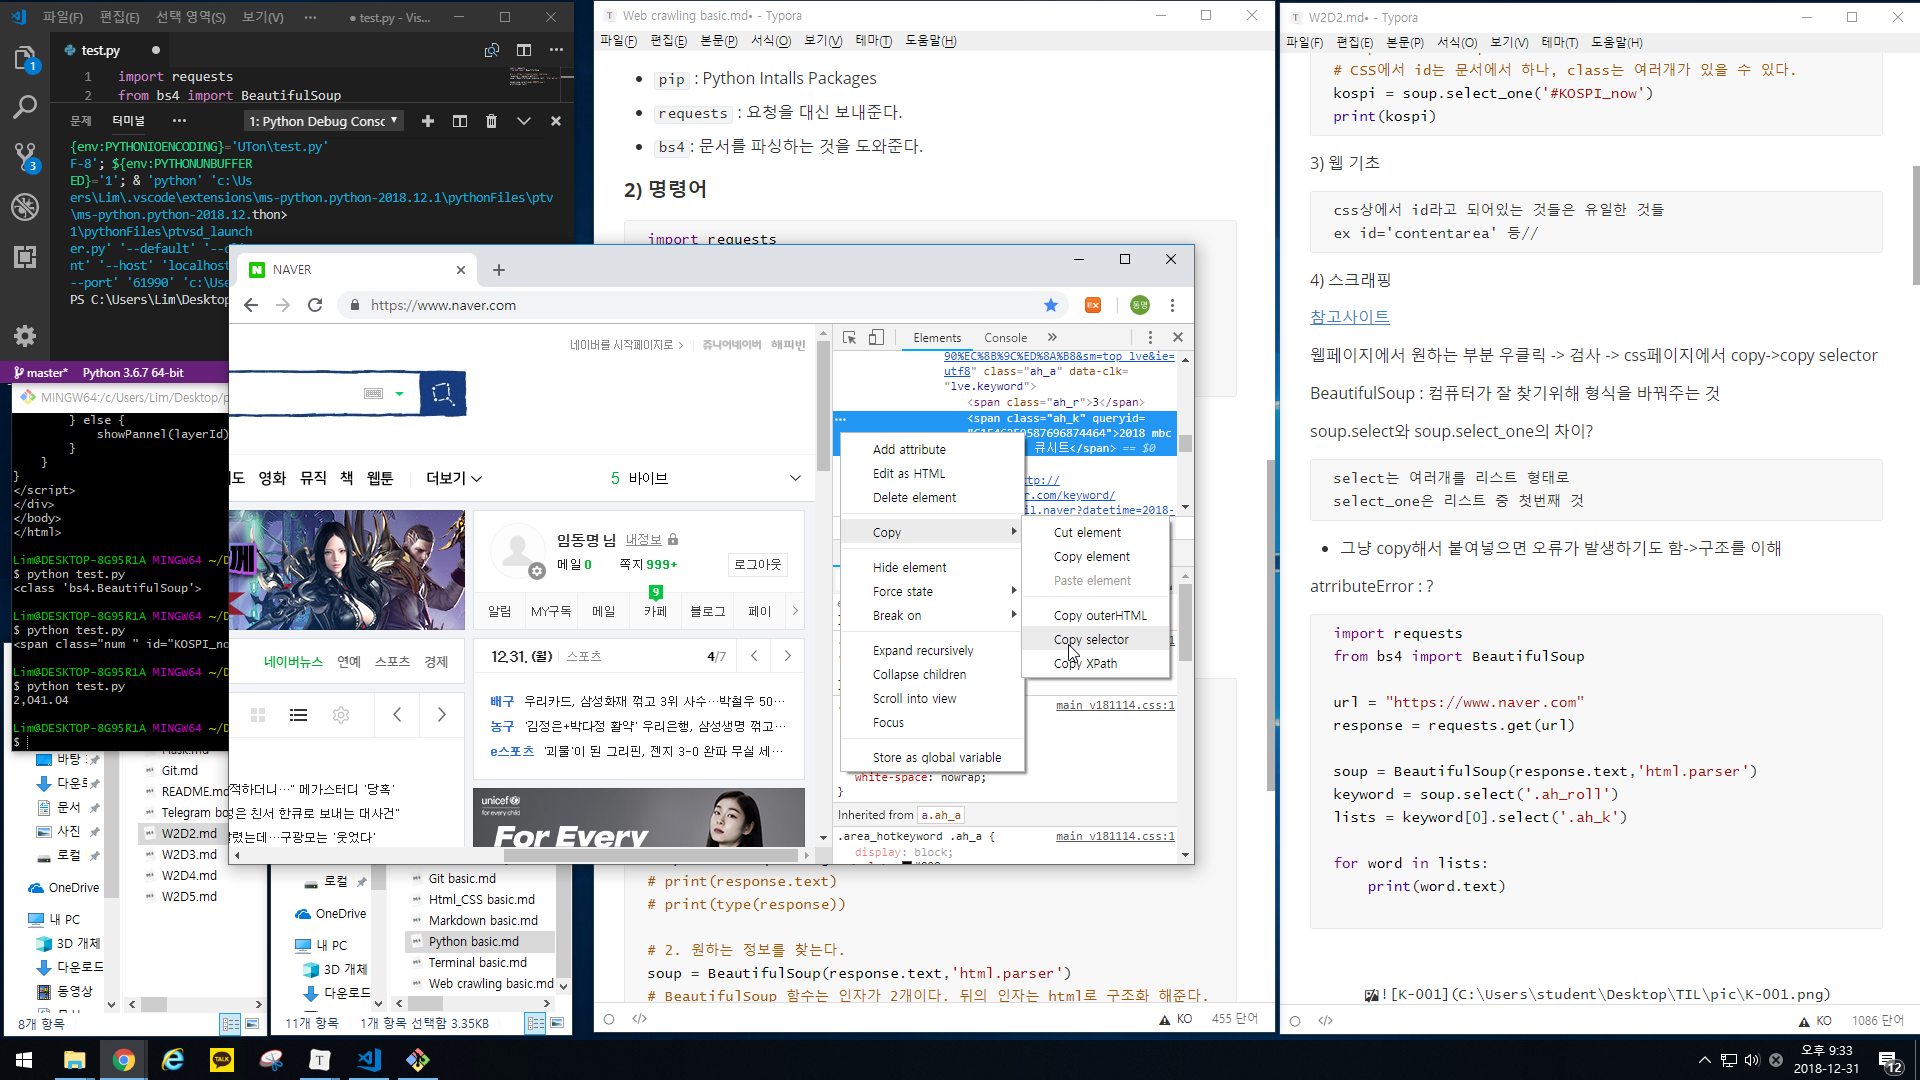 파일(F) 편집(E) 선택 영역(S) 보기(V) ··· ● test.py - Vis...
test.py ●
1 import requests
2 from bs4 import BeautifulSoup
문제 터미널 ··· 1: Python Debug Consc
{env:PYTHONIOENCODING}='UTon\test.py'
F-8'; ${env:PYTHONUNBUFFER
ED}='1'; & 'python' 'c:\Us
ers\Lim\.vscode\extensions\ms-python.python-2018.12.1\pythonFiles\ptv
\ms-python.python-2018.12.thon>
1\pythonFiles\ptvsd_launch
er.py' '--default' '--cli
nt' '--host' 'localhost
--port' '61990' 'c:\Use
PS C:\Users\Lim\Desktop
1
3
master* Python 3.6.7 64-bit
MINGW64:/c/Users/Lim/Desktop/p
} else {
showPannel(layerId)
}
}
}
</script>
</div>
</body>
</html>
Lim@DESKTOP-8G95R1A MINGW64 ~/D
$ python test.py
<class 'bs4.BeautifulSoup'>
Lim@DESKTOP-8G95R1A MINGW64 ~/D
$ python test.py
<span class="num " id="KOSPI_no
Lim@DESKTOP-8G95R1A MINGW64 ~/D
$ python test.py
2,041.04
Lim@DESKTOP-8G95R1A MINGW64 ~/D
$
바탕
다운로
문서
사진
로컬
OneDrive
내 PC
3D 개체
다운로드
동영상
Git.md
README.md
Telegram bo
W2D2.md
W2D3.md
W2D4.md
W2D5.md
8개 항목
로컬
OneDrive
내 PC
3D 개체
다운로드
Git basic.md
Html_CSS basic.md
Markdown basic.md
Python basic.md
Terminal basic.md
Web crawling basic.md
11개 항목 1개 항목 선택함 3.35KB
NAVER
https://www.naver.com
동명
네이버를 시작페이지로 > 쥬니어네이버 해피빈
도 영화 뮤직 책 웹툰 더보기
5 바이브
임동명 님 내정보
메일 0 쪽지 999+ 로그아웃
9
알림 MY구독 메일 카페 블로그 페이
네이버뉴스 연예 스포츠 경제
12.31. (월) 스포츠 4/7
배구 우리카드, 삼성화재 꺾고 3위 사수…박철우 50…
농구 '김정은+박다정 활약' 우리은행, 삼성생명 꺾고…
e스포츠 '괴물'이 된 그리핀, 젠지 3-0 완파 무실 세…
적하더니…" 메가스터디 '당혹'
않은 친서 한큐로 보내는 대사건"
렸는데…구광모는 '웃었다'
unicef
for every child
For Every
Elements Console »
90%EC%8B%9C%ED%8A%B8&sm=top_lve&ie=
utf8" class="ah_a" data-clk=
"lve.keyword">
<span class="ah_r">3</span>
<span class="ah_k" queryid=
2018 mbc
큐시트</span> == $0
tp://
r.com/keyword/
il.naver?datetime=2018-
Add attribute
Edit as HTML
Delete element
Copy
Hide element
Force state
Break on
Expand recursively
Collapse children
Scroll into view
Focus
Store as global variable
Cut element
Copy element
Paste element
Copy outerHTML
Copy selector
Copy XPath
main_v181114.css:1
white-space: nowrap;
}
Inherited from a.ah_a
.area_hotkeyword .ah_a { main_v181114.css:1
display: block;
Web crawling basic.md• - Typora
파일(F) 편집(E) 본문(P) 서식(O) 보기(V) 테마(T) 도움말(H)
pip : Python Intalls Packages
requests : 요청을 대신 보내준다.
bs4 : 문서를 파싱하는 것을 도와준다.
2) 명령어
import requests
# print(response.text)
# print(type(response))
# 2. 원하는 정보를 찾는다.
soup = BeautifulSoup(response.text,'html.parser')
# BeautifulSoup 함수는 인자가 2개이다. 뒤의 인자는 html로 구조화 해준다.
</> KO 455 단어
W2D2.md• - Typora
파일(F) 편집(E) 본문(P) 서식(O) 보기(V) 테마(T) 도움말(H)
# CSS에서 id는 문서에서 하나, class는 여러개가 있을 수 있다.
kospi = soup.select_one('#KOSPI_now')
print(kospi)
3) 웹 기초
css상에서 id라고 되어있는 것들은 유일한 것들
ex id='contentarea' 등//
4) 스크래핑
참고사이트
웹페이지에서 원하는 부분 우클릭 -> 검사 -> css페이지에서 copy->copy selector
BeautifulSoup : 컴퓨터가 잘 찾기위해 형식을 바꿔주는 것
soup.select와 soup.select_one의 차이?
select는 여러개를 리스트 형태로
select_one은 리스트 중 첫번째 것
그냥 copy해서 붙여넣으면 오류가 발생하기도 함->구조를 이해
atrributeError : ?
import requests
from bs4 import BeautifulSoup
url = "https://www.naver.com"
response = requests.get(url)
soup = BeautifulSoup(response.text,'html.parser')
keyword = soup.select('.ah_roll')
lists = keyword[0].select('.ah_k')
for word in lists:
print(word.text)
![K-001](C:\Users\student\Desktop\TIL\pic\K-001.png)
</> KO 1086 단어
TALK
오후 9:33
2018-12-31
12